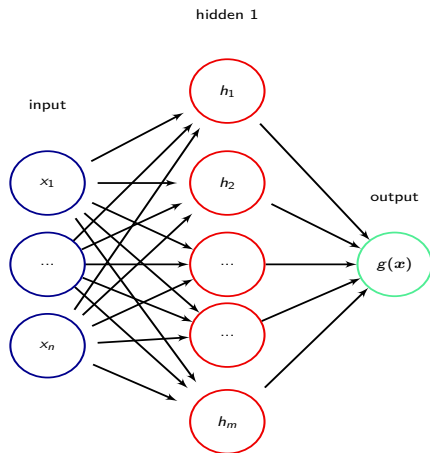 hidden 1
input
output
x₁
...
xₙ
h₁
h₂
...
...
hₘ
g(x)